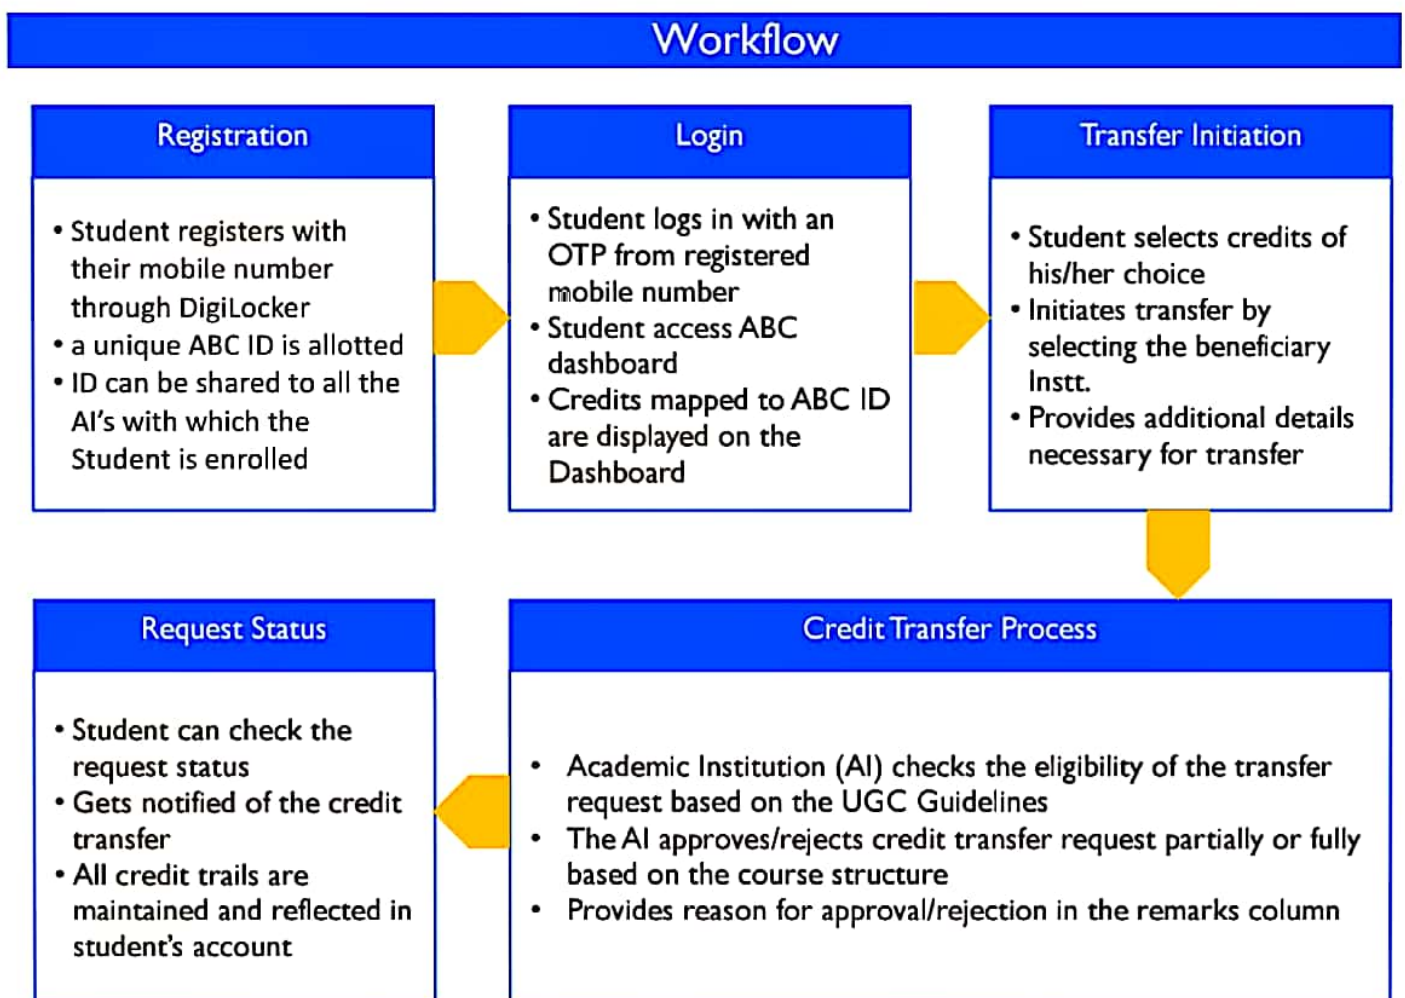 Workflow
Registration
• Student registers with
their mobile number
through DigiLocker
• a unique ABC ID is allotted
• ID can be shared to all the
AI's with which the
Student is enrolled
Login
• Student logs in with an
OTP from registered
mobile number
• Student access ABC
dashboard
• Credits mapped to ABC ID
are displayed on the
Dashboard
Transfer Initiation
• Student selects credits of
his/her choice
• Initiates transfer by
selecting the beneficiary
Instt.
• Provides additional details
necessary for transfer
Credit Transfer Process
• Academic Institution (AI) checks the eligibility of the transfer
request based on the UGC Guidelines
• The AI approves/rejects credit transfer request partially or fully
based on the course structure
• Provides reason for approval/rejection in the remarks column
Request Status
• Student can check the
request status
• Gets notified of the credit
transfer
• All credit trails are
maintained and reflected in
student's account